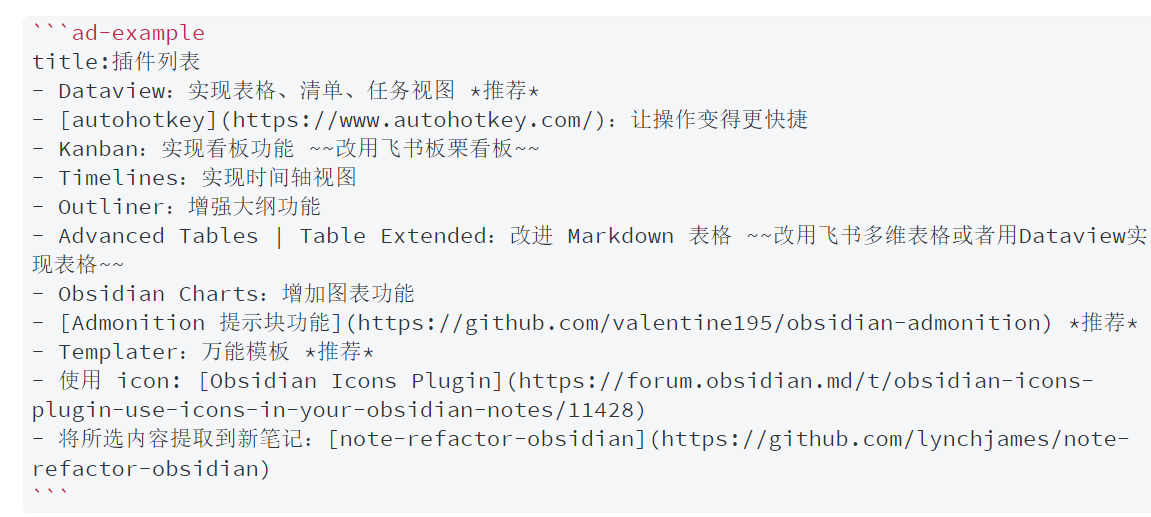 ```ad-example
title:插件列表
- Dataview：实现表格、清单、任务视图 *推荐*
- [autohotkey](https://www.autohotkey.com/)：让操作变得更快捷
- Kanban：实现看板功能 ~~改用飞书板栗看板~~
- Timelines：实现时间轴视图
- Outliner：增强大纲功能
- Advanced Tables | Table Extended：改进 Markdown 表格 ~~改用飞书多维表格或者用Dataview实
现表格~~
- Obsidian Charts：增加图表功能
- [Admonition 提示块功能](https://github.com/valentine195/obsidian-admonition) *推荐*
- Templater：万能模板 *推荐*
- 使用 icon: [Obsidian Icons Plugin](https://forum.obsidian.md/t/obsidian-icons-
plugin-use-icons-in-your-obsidian-notes/11428)
- 将所选内容提取到新笔记：[note-refactor-obsidian](https://github.com/lynchjames/note-
refactor-obsidian)
```